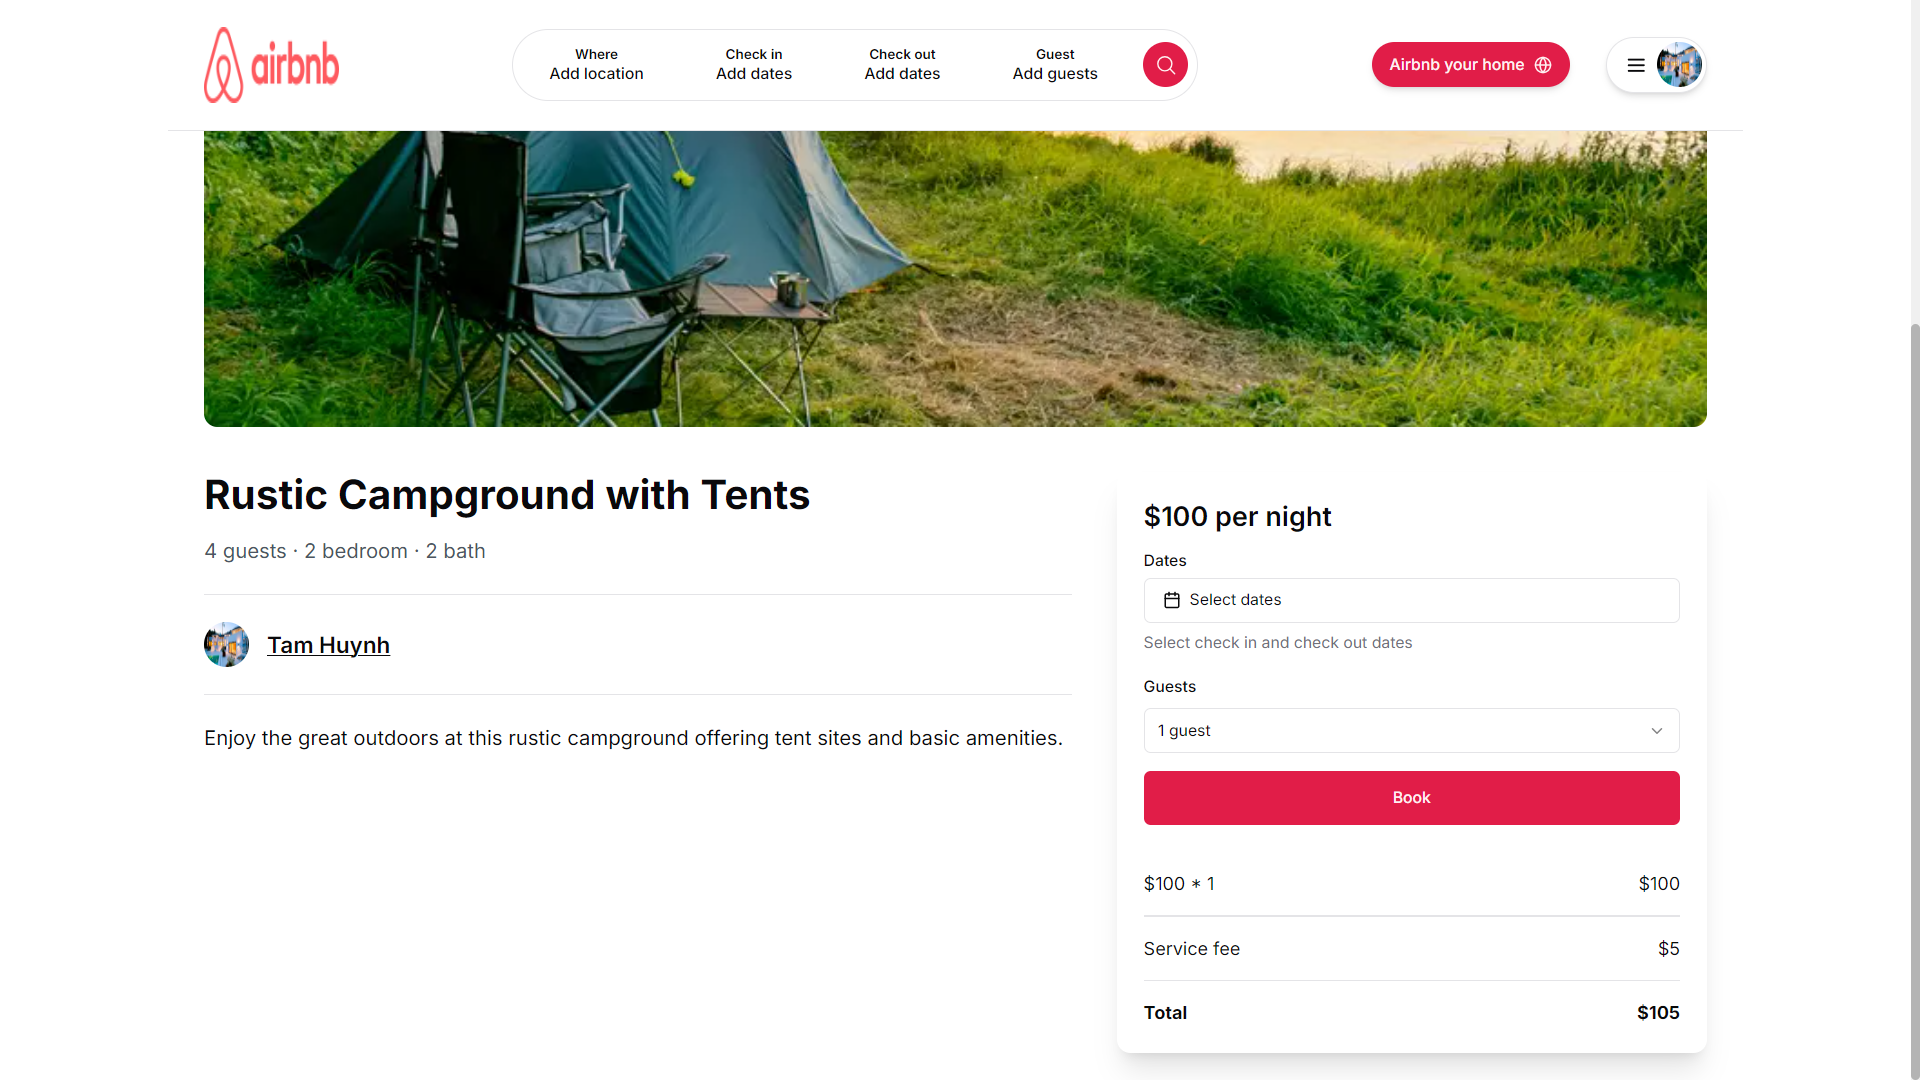 airbnb
Where
Add location
Check in
Add dates
Check out
Add dates
Guest
Add guests
Airbnb your home
Rustic Campground with Tents
4 guests · 2 bedroom · 2 bath
Tam Huynh
Enjoy the great outdoors at this rustic campground offering tent sites and basic amenities.
$100 per night
Dates
Select dates
Select check in and check out dates
Guests
1 guest
Book
$100 * 1 $100
Service fee $5
Total $105